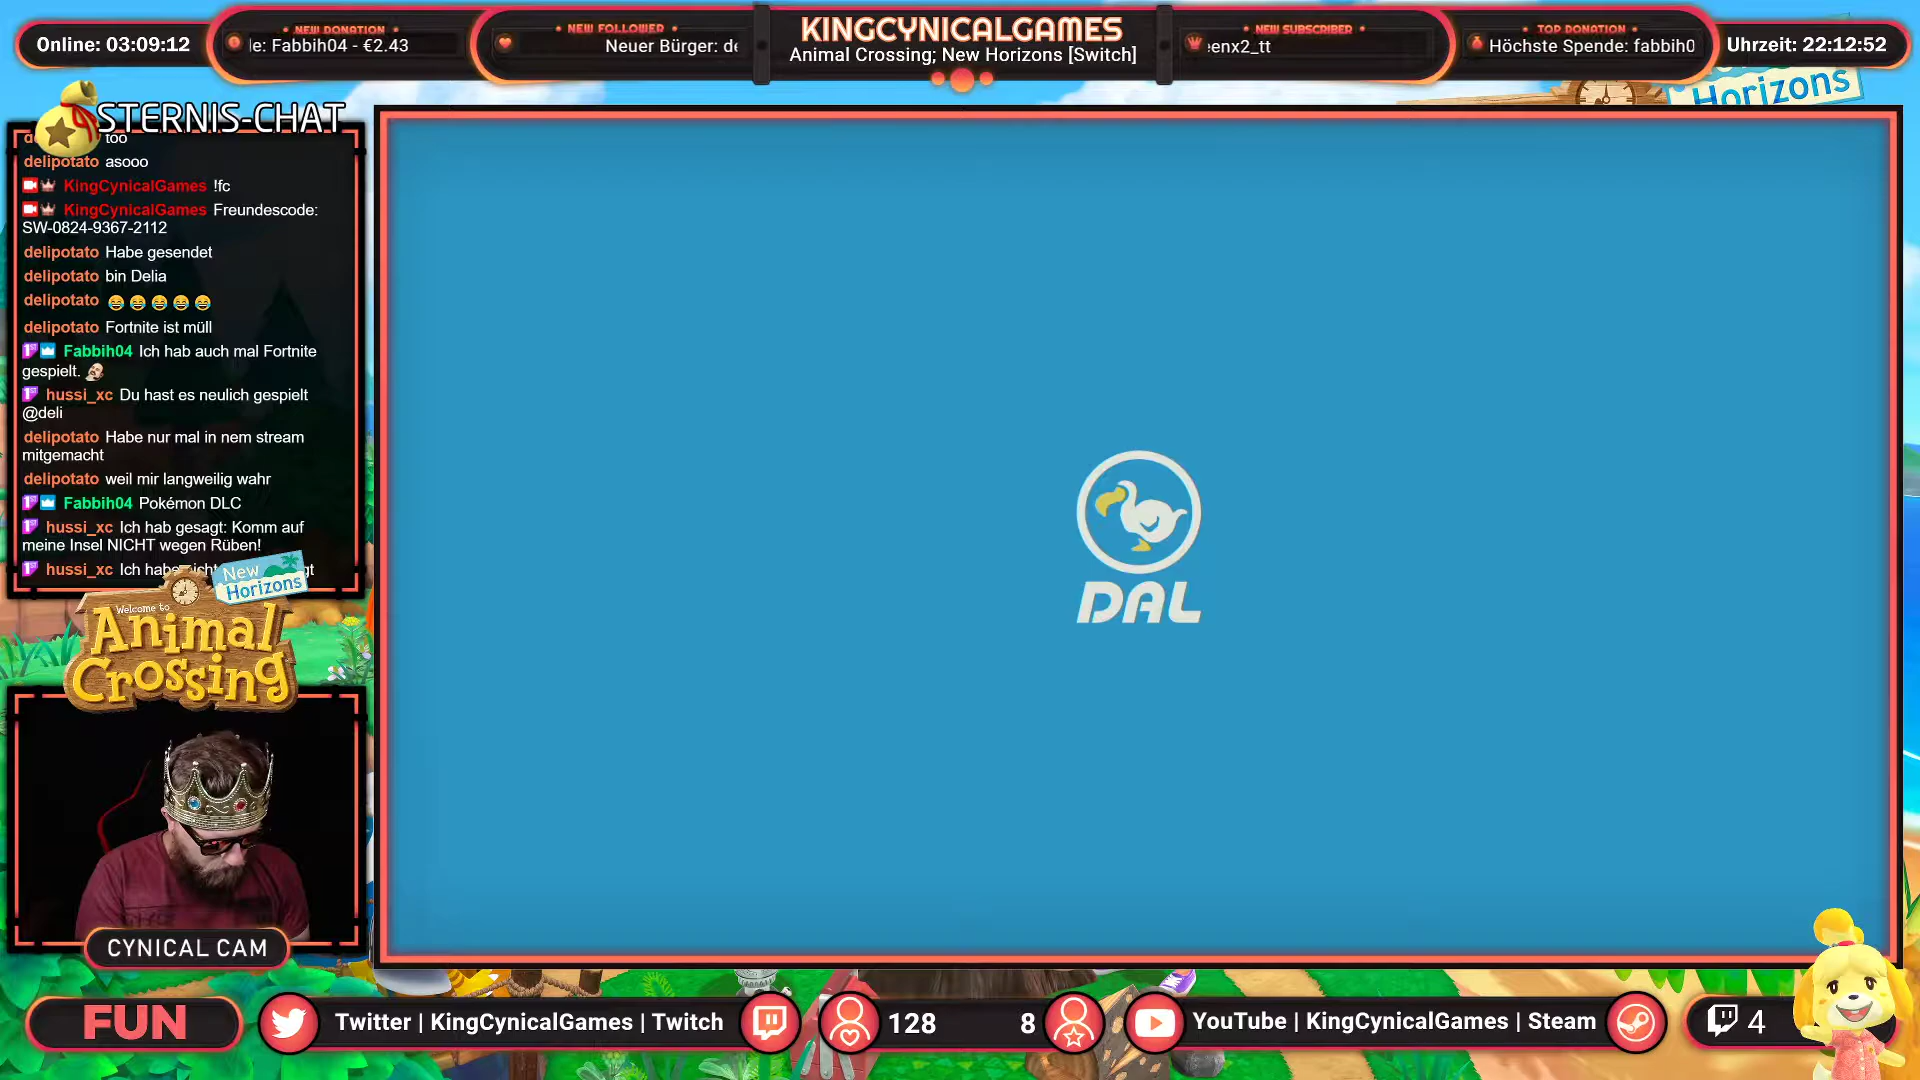 Online: 03:09:12
NEW DONATION
le: Fabbih04 - €2.43
NEW FOLLOWER
Neuer Bürger: de
KINGCYNICALGAMES
Animal Crossing; New Horizons [Switch]
NEW SUBSCRIBER
eenx2_tt
TOP DONATION
Höchste Spende: fabbih0
Uhrzeit: 22:12:52
Horizons
STERNIS-CHAT
too
delipotato asooo
KingCynicalGames !fc
KingCynicalGames Freundescode:
SW-0824-9367-2112
delipotato Habe gesendet
delipotato bin Delia
delipotato 😂 😂 😂 😂 😂
delipotato Fortnite ist müll
Fabbih04 Ich hab auch mal Fortnite
gespielt.
hussi_xc Du hast es neulich gespielt
@deli
delipotato Habe nur mal in nem stream
mitgemacht
delipotato weil mir langweilig wahr
Fabbih04 Pokémon DLC
hussi_xc Ich hab gesagt: Komm auf
meine Insel NICHT wegen Rüben!
hussi_xc Ich habe
New
Horizons
Welcome to
Animal
Crossing
DAL
CYNICAL CAM
FUN
Twitter | KingCynicalGames | Twitch
128
8
YouTube | KingCynicalGames | Steam
4